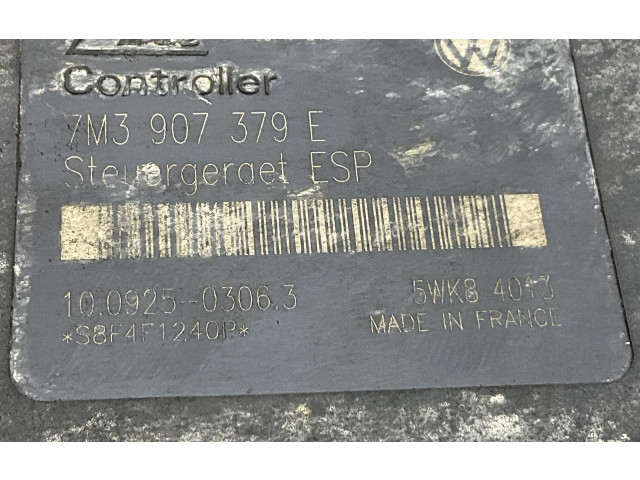 Controller
7M3 907 379 E
Steuergeraet ESP
10.0925-0306.3
5WK8 4013
*S8F4F1240P*
MADE IN FRANCE